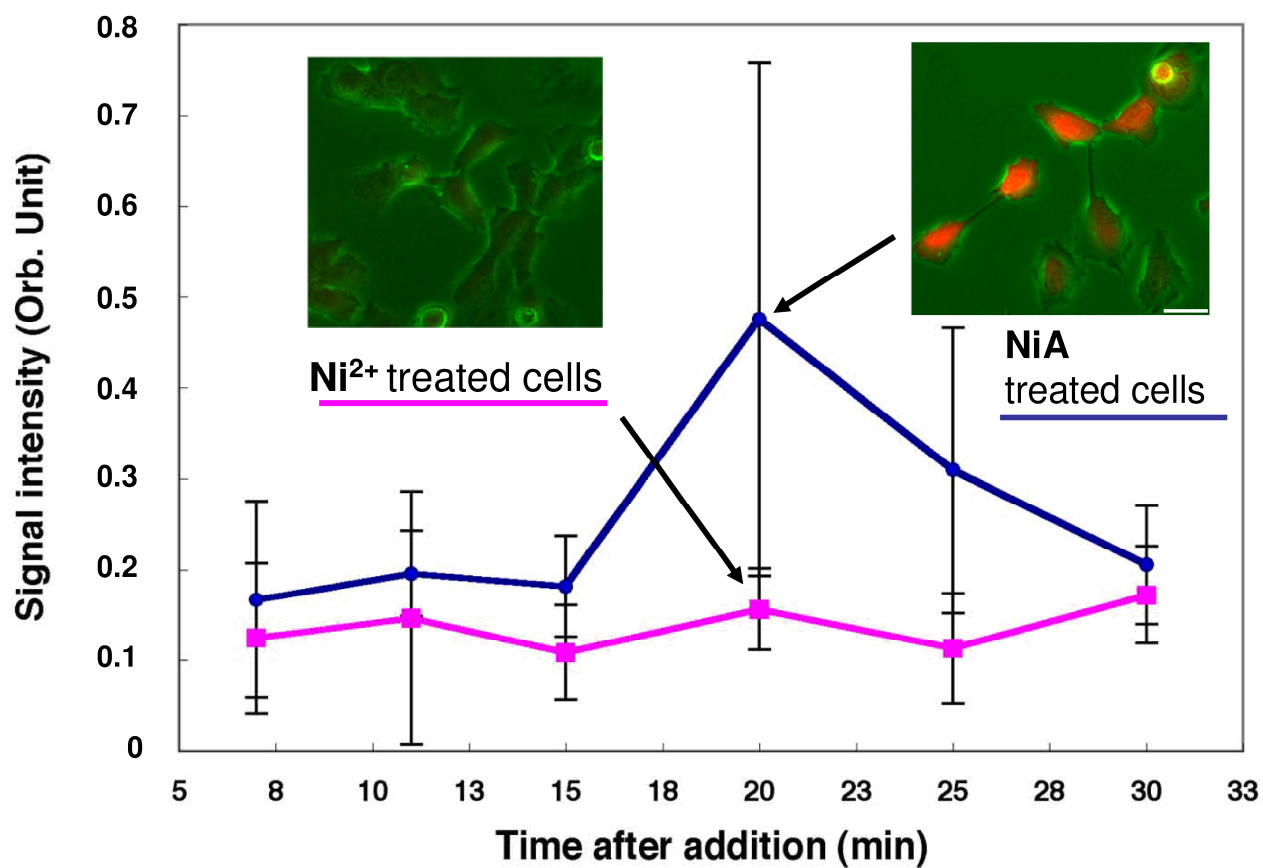 Signal intensity (Orb. Unit)
0.8
0.7
0.6
0.5
0.4
0.3
0.2
0.1
0
Ni²⁺ treated cells
NiA
treated cells
5 8 10 13 15 18 20 23 25 28 30 33
Time after addition (min)